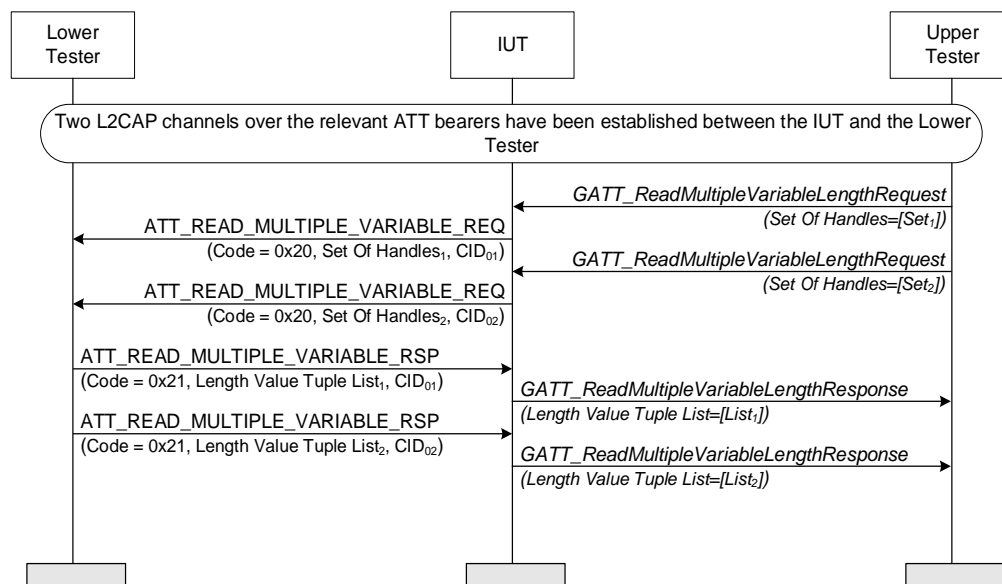 Lower
Tester
IUT
Upper
Tester
Two L2CAP channels over the relevant ATT bearers have been established between the IUT and the Lower
Tester
GATT_ReadMultipleVariableLengthRequest
(Set Of Handles=[Set₁])
ATT_READ_MULTIPLE_VARIABLE_REQ
(Code = 0x20, Set Of Handles₁, CID₀₁)
GATT_ReadMultipleVariableLengthRequest
(Set Of Handles=[Set₂])
ATT_READ_MULTIPLE_VARIABLE_REQ
(Code = 0x20, Set Of Handles₂, CID₀₂)
ATT_READ_MULTIPLE_VARIABLE_RSP
(Code = 0x21, Length Value Tuple List₁, CID₀₁)
GATT_ReadMultipleVariableLengthResponse
(Length Value Tuple List=[List₁])
ATT_READ_MULTIPLE_VARIABLE_RSP
(Code = 0x21, Length Value Tuple List₂, CID₀₂)
GATT_ReadMultipleVariableLengthResponse
(Length Value Tuple List=[List₂])